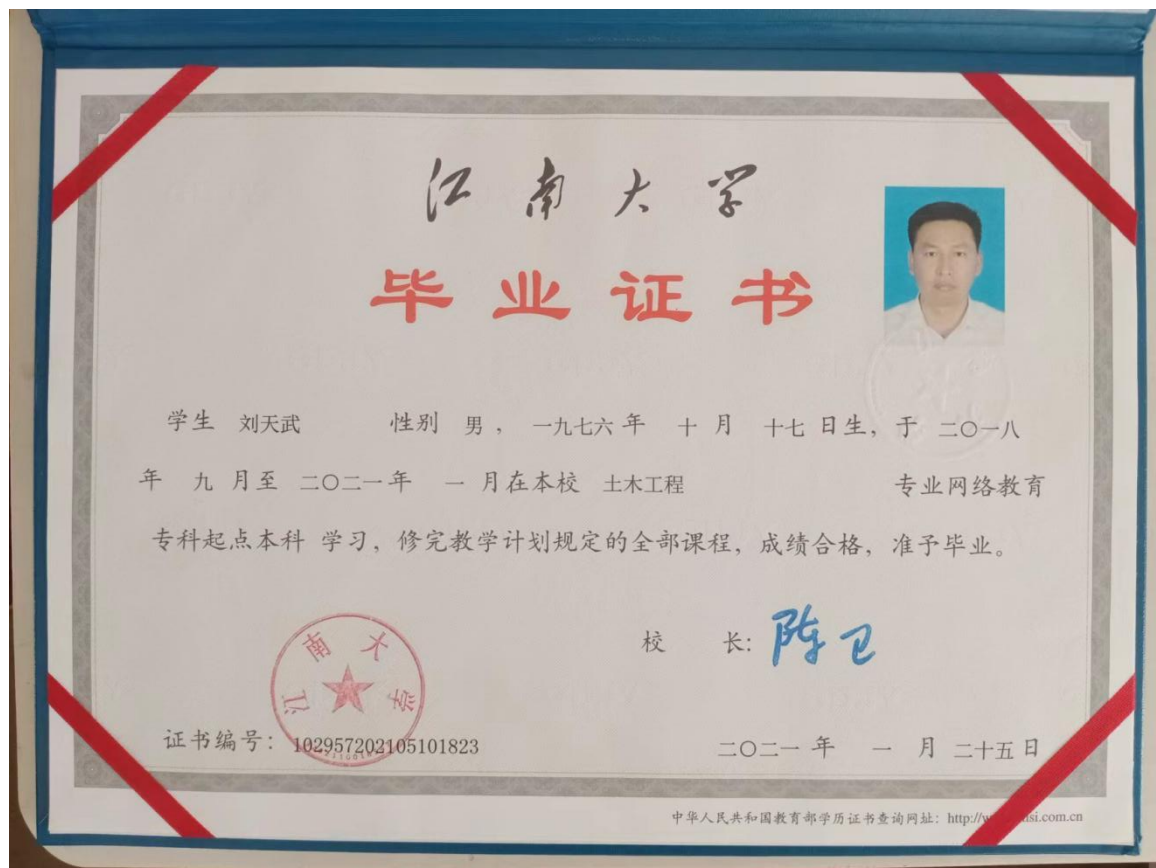 江南大学
毕业证书
学生 刘天武 性别 男， 一九七六 年 十 月 十七 日生，于 二〇一八
年 九 月至 二〇二一 年 一 月在本校 土木工程 专业网络教育
专科起点本科 学习，修完教学计划规定的全部课程，成绩合格，准予毕业。
校 长：陈卫
江南大学
证书编号：102957202105101823
二〇二一 年 一 月 二十五 日
中华人民共和国教育部学历证书查询网址：http://w si.com.cn